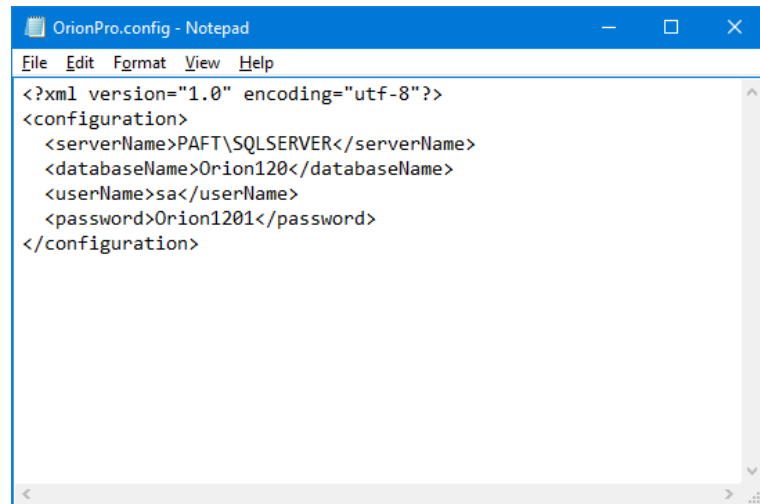 OrionPro.config - Notepad
File Edit Format View Help
<?xml version="1.0" encoding="utf-8"?>
<configuration>
  <serverName>PAFT\SQLSERVER</serverName>
  <databaseName>Orion120</databaseName>
  <userName>sa</userName>
  <password>Orion1201</password>
</configuration>